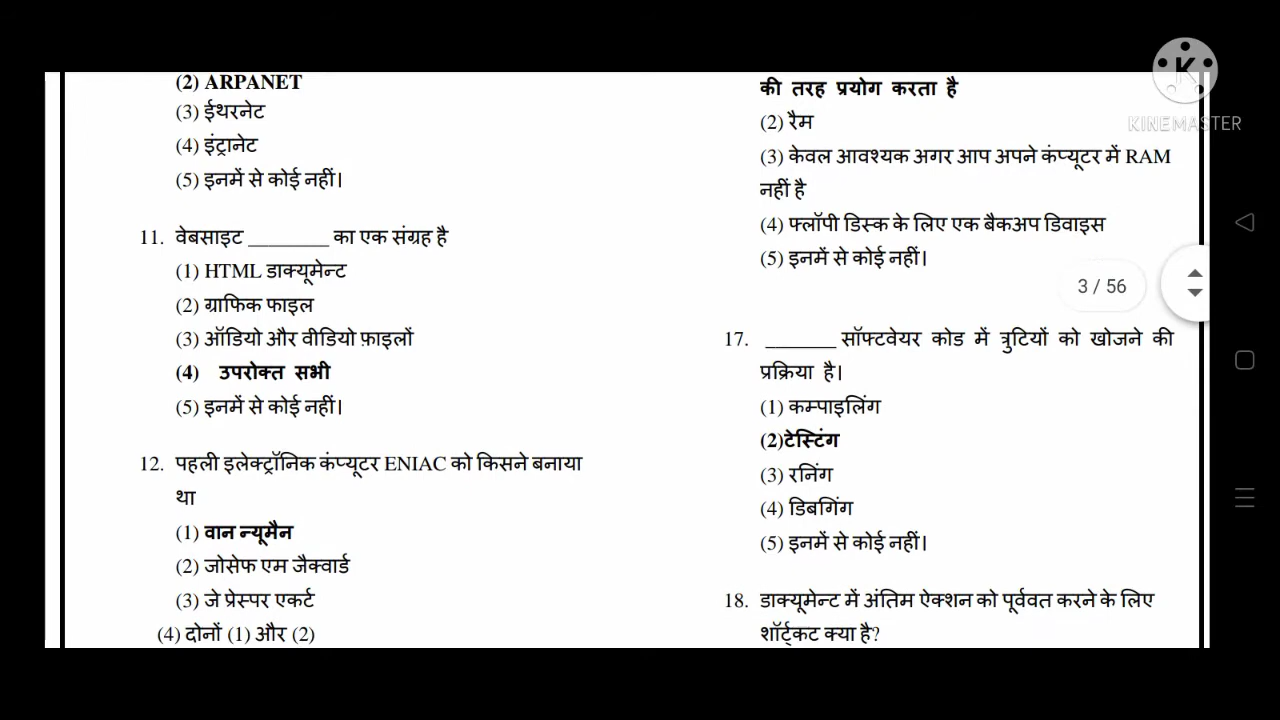 (2) ARPANET
(3) ईथरनेट
(4) इंट्रानेट
(5) इनमें से कोई नहीं।
11. वेबसाइट ________ का एक संग्रह है
(1) HTML डाक्यूमेन्ट
(2) ग्राफिक फाइल
(3) ऑडियो और वीडियो फ़ाइलों
(4) उपरोक्त सभी
(5) इनमें से कोई नहीं।
12. पहली इलेक्ट्रॉनिक कंप्यूटर ENIAC को किसने बनाया
था
(1) वान न्यूमैन
(2) जोसेफ एम जैक्वार्ड
(3) जे प्रेस्पर एकर्ट
(4) दोनों (1) और (2)
की तरह प्रयोग करता है
(2) रैम
(3) केवल आवश्यक अगर आप अपने कंप्यूटर में RAM
नहीं है
(4) फ्लॉपी डिस्क के लिए एक बैकअप डिवाइस
(5) इनमें से कोई नहीं।
17. _______ सॉफ्टवेयर कोड में त्रुटियों को खोजने की
प्रक्रिया है।
(1) कम्पाइलिंग
(2)टेस्टिंग
(3) रनिंग
(4) डिबगिंग
(5) इनमें से कोई नहीं।
18. डाक्यूमेन्ट में अंतिम ऐक्शन को पूर्ववत करने के लिए
शॉर्ट्कट क्या है?
3 / 56
K
KINEMASTER